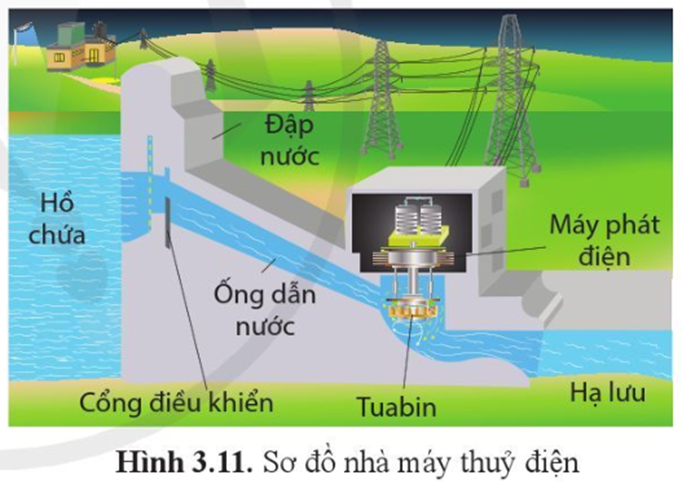 Đập
nước
Hồ
chứa
Máy phát
điện
Ống dẫn
nước
Cổng điều khiển
Tuabin
Hạ lưu
Hình 3.11. Sơ đồ nhà máy thuỷ điện